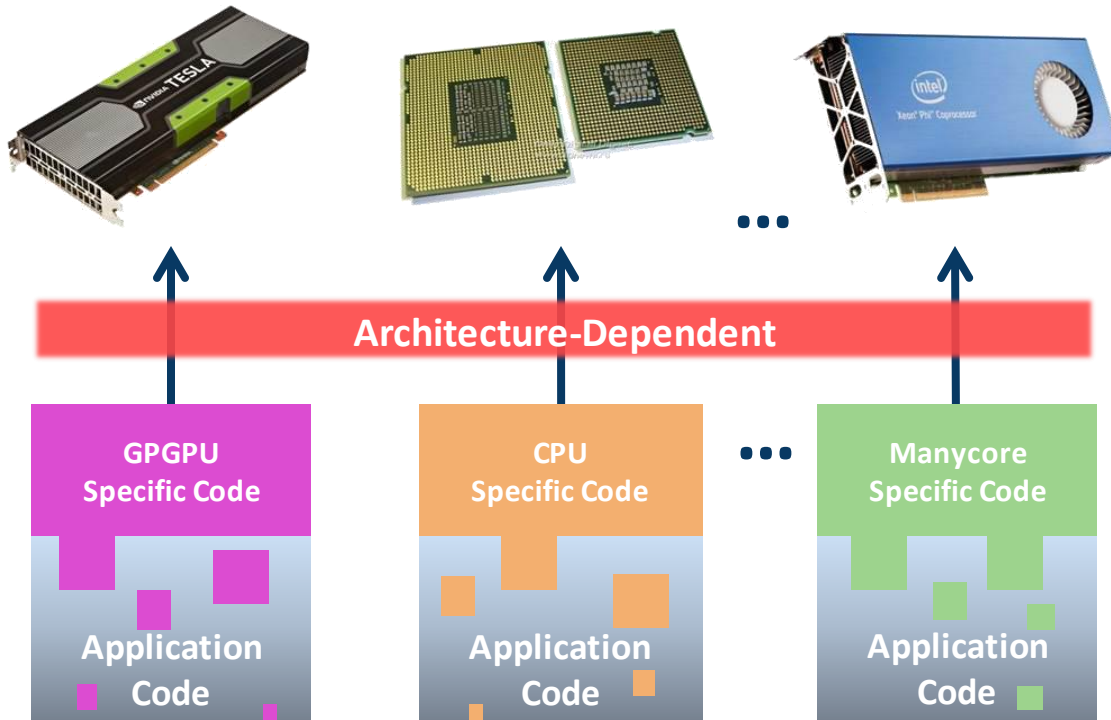 NVIDIA TESLA
intel
Xeon Phi Coprocessor
...
Architecture-Dependent
GPGPU
Specific Code
CPU
Specific Code
...
Manycore
Specific Code
Application
Code
Application
Code
Application
Code